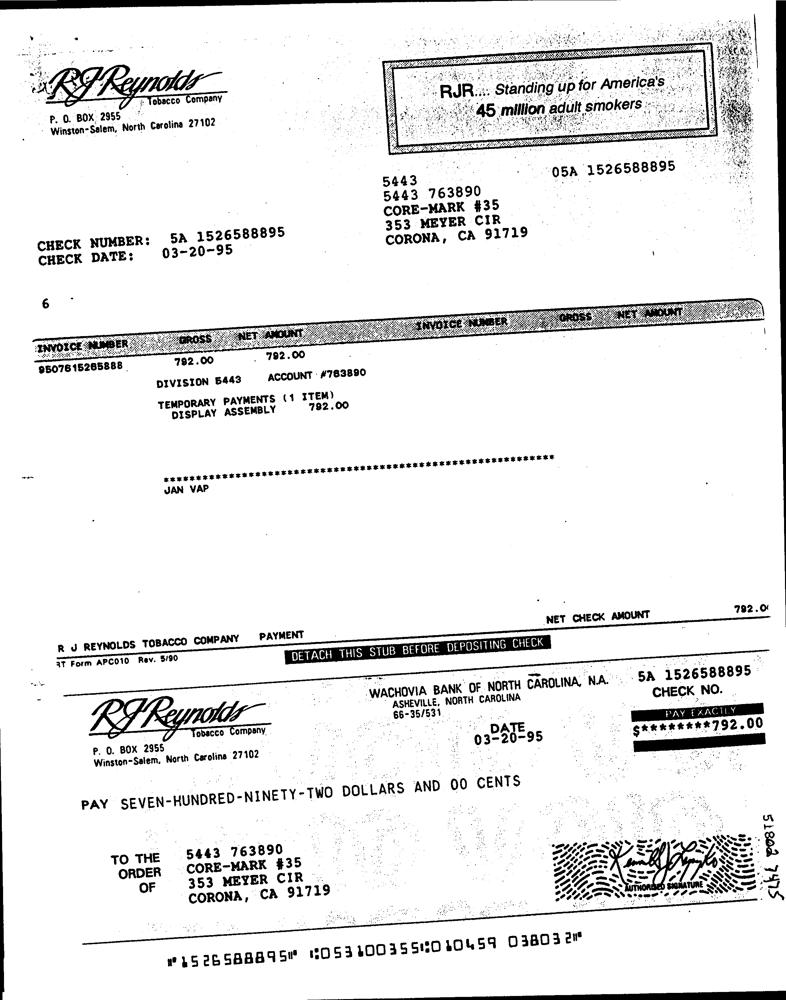 RJReynolds
Tobacco Company
P. O. BOX 2955
Winston-Salem, North Carolina 27102
RJR.... Standing up for America's
45 million adult smokers
05A 1526588895
5443
5443 763890
CORE-MARK #35
353 MEYER CIR
CORONA, CA 91719
CHECK NUMBER: 5A 1526588895
CHECK DATE: 03-20-95
6
INVOICE NUMBER GROSS NET AMOUNT INVOICE NUMBER GROSS NET AMOUNT
9507615265888 792.00 792.00
DIVISION 5443 ACCOUNT #763890
TEMPORARY PAYMENTS (1 ITEM)
DISPLAY ASSEMBLY 792.00
************************************************************
JAN VAP
NET CHECK AMOUNT 792.0
R J REYNOLDS TOBACCO COMPANY PAYMENT
RT Form APC010 Rev. 5/90
DETACH THIS STUB BEFORE DEPOSITING CHECK
RJReynolds
Tobacco Company
P. O. BOX 2955
Winston-Salem, North Carolina 27102
WACHOVIA BANK OF NORTH CAROLINA, N.A.
ASHEVILLE, NORTH CAROLINA
66-35/531
5A 1526588895
CHECK NO.
DATE
03-20-95
PAY EXACTLY
$********792.00
PAY SEVEN-HUNDRED-NINETY-TWO DOLLARS AND 00 CENTS
TO THE
ORDER
OF
5443 763890
CORE-MARK #35
353 MEYER CIR
CORONA, CA 91719
AUTHORIZED SIGNATURE
51802 7475
⑈1526588895⑈ ⑆053100355⑆010459 038032⑈